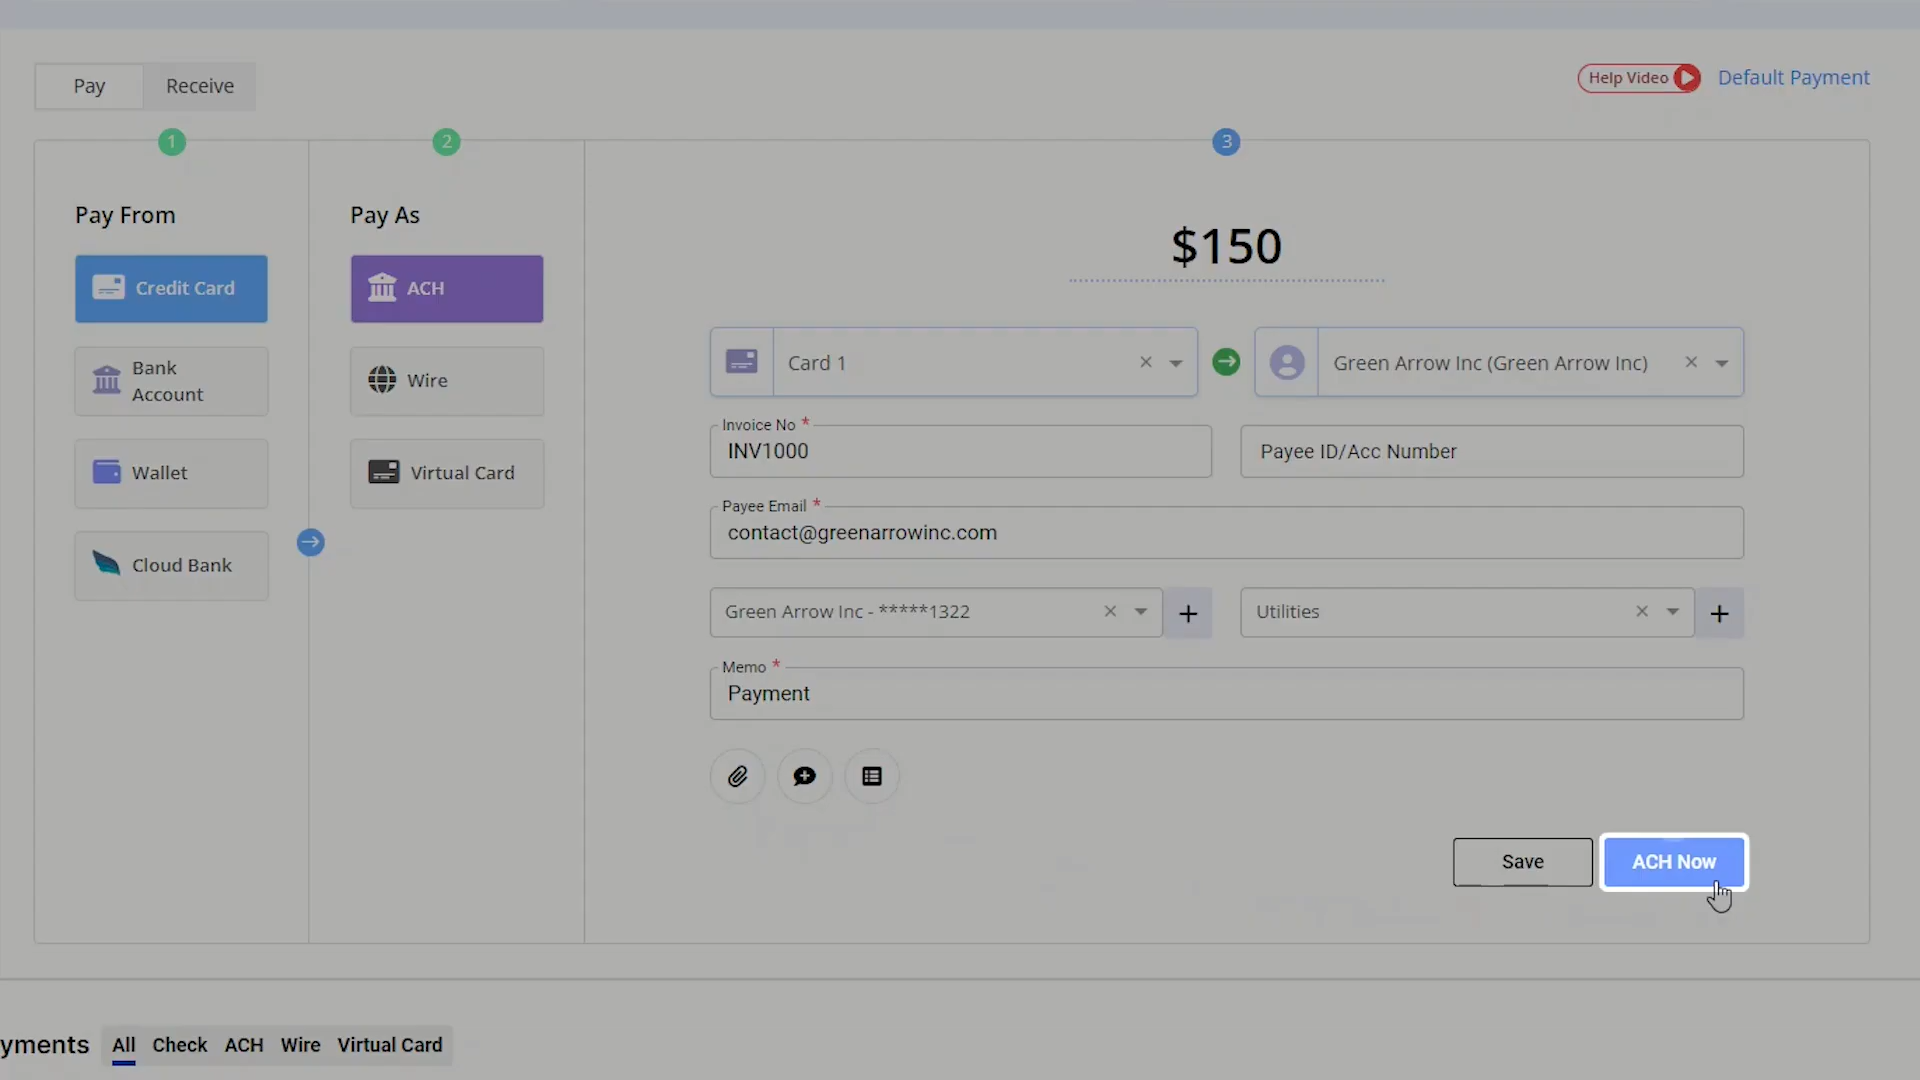 Pay
Receive
Help Video
Default Payment
1
2
3
Pay From
Credit Card
Bank
Account
Wallet
Cloud Bank
Pay As
ACH
Wire
Virtual Card
$150
Card 1
Green Arrow Inc (Green Arrow Inc)
Invoice No *
INV1000
Payee ID/Acc Number
Payee Email *
contact@greenarrowinc.com
Green Arrow Inc - *****1322
Utilities
Memo *
Payment
Save
ACH Now
yments
All
Check
ACH
Wire
Virtual Card